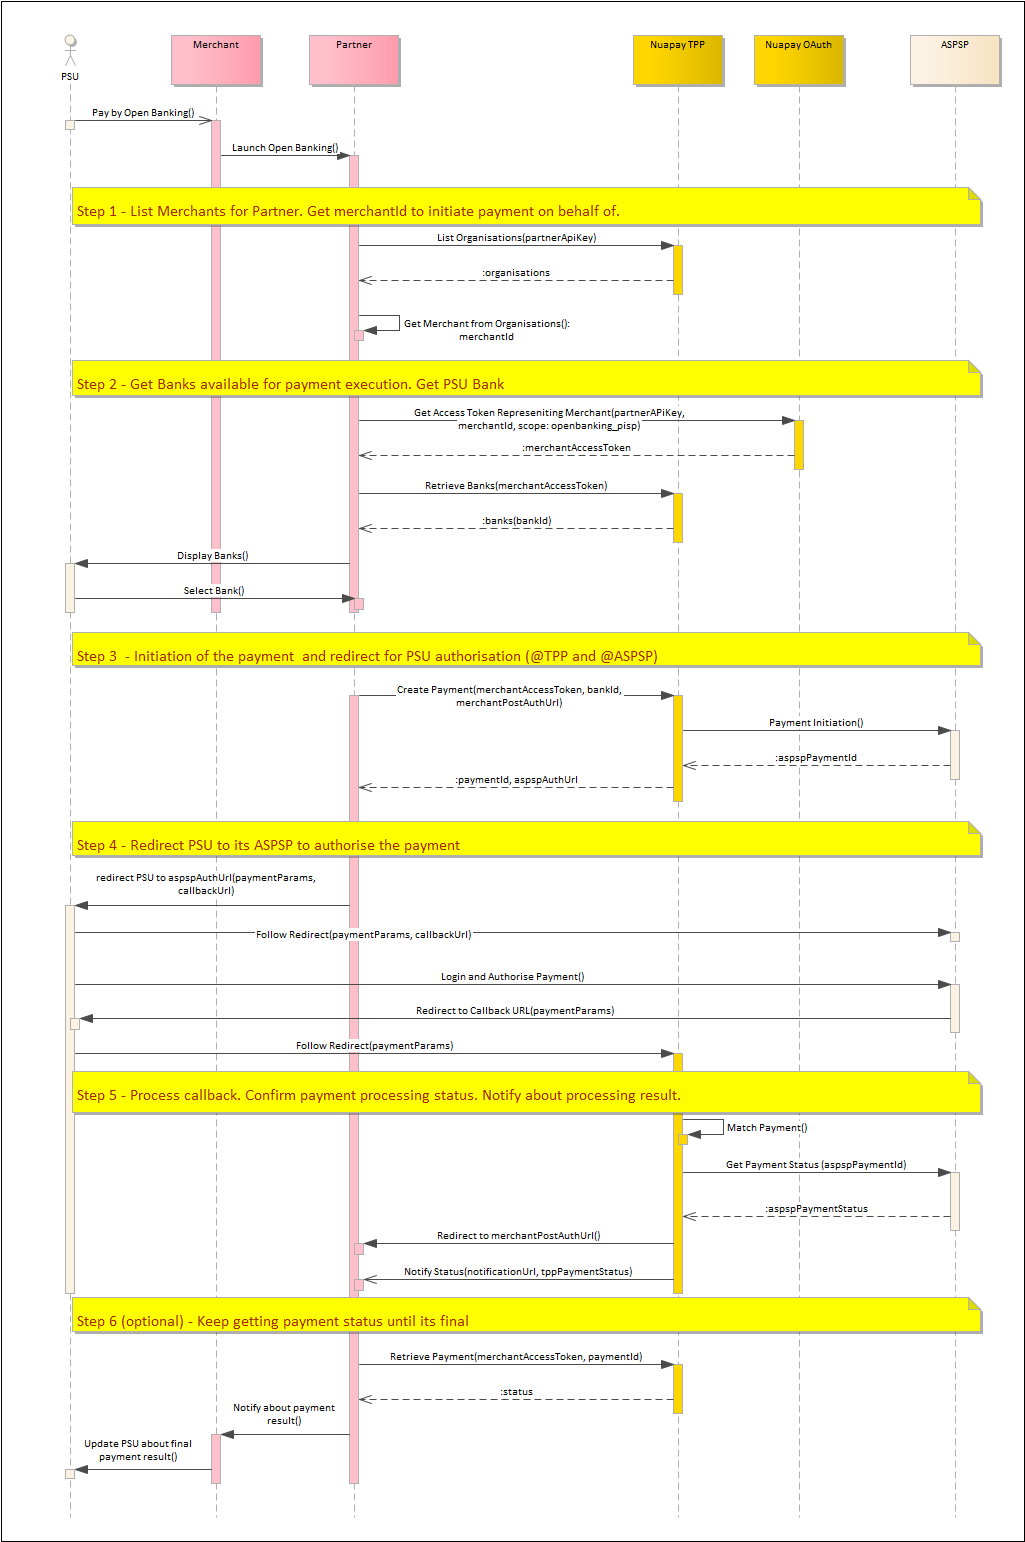 Merchant
Partner
Nuapay TPP
Nuapay OAuth
ASPSP
PSU
Pay by Open Banking()
Launch Open Banking()
Step 1 - List Merchants for Partner. Get merchantId to initiate payment on behalf of.
List Organisations(partnerApiKey)
:organisations
Get Merchant from Organisations():
merchantId
Step 2 - Get Banks available for payment execution. Get PSU Bank
Get Access Token Represeniting Merchant(partnerAPiKey,
merchantId, scope: openbanking_pisp)
:merchantAccessToken
Retrieve Banks(merchantAccessToken)
:banks(bankId)
Display Banks()
Select Bank()
Step 3  - Initiation of the payment  and redirect for PSU authorisation (@TPP and @ASPSP)
Create Payment(merchantAccessToken, bankId,
merchantPostAuthUrl)
Payment Initiation()
:aspspPaymentId
:paymentId, aspspAuthUrl
Step 4 - Redirect PSU to its ASPSP to authorise the payment
redirect PSU to aspspAuthUrl(paymentParams,
callbackUrl)
Follow Redirect(paymentParams, callbackUrl)
Login and Authorise Payment()
Redirect to Callback URL(paymentParams)
Follow Redirect(paymentParams)
Step 5 - Process callback. Confirm payment processing status. Notify about processing result.
Match Payment()
Get Payment Status (aspspPaymentId)
:aspspPaymentStatus
Redirect to merchantPostAuthUrl()
Notify Status(notificationUrl, tppPaymentStatus)
Step 6 (optional) - Keep getting payment status until its final
Retrieve Payment(merchantAccessToken, paymentId)
:status
Notify about payment
result()
Update PSU about final
payment result()